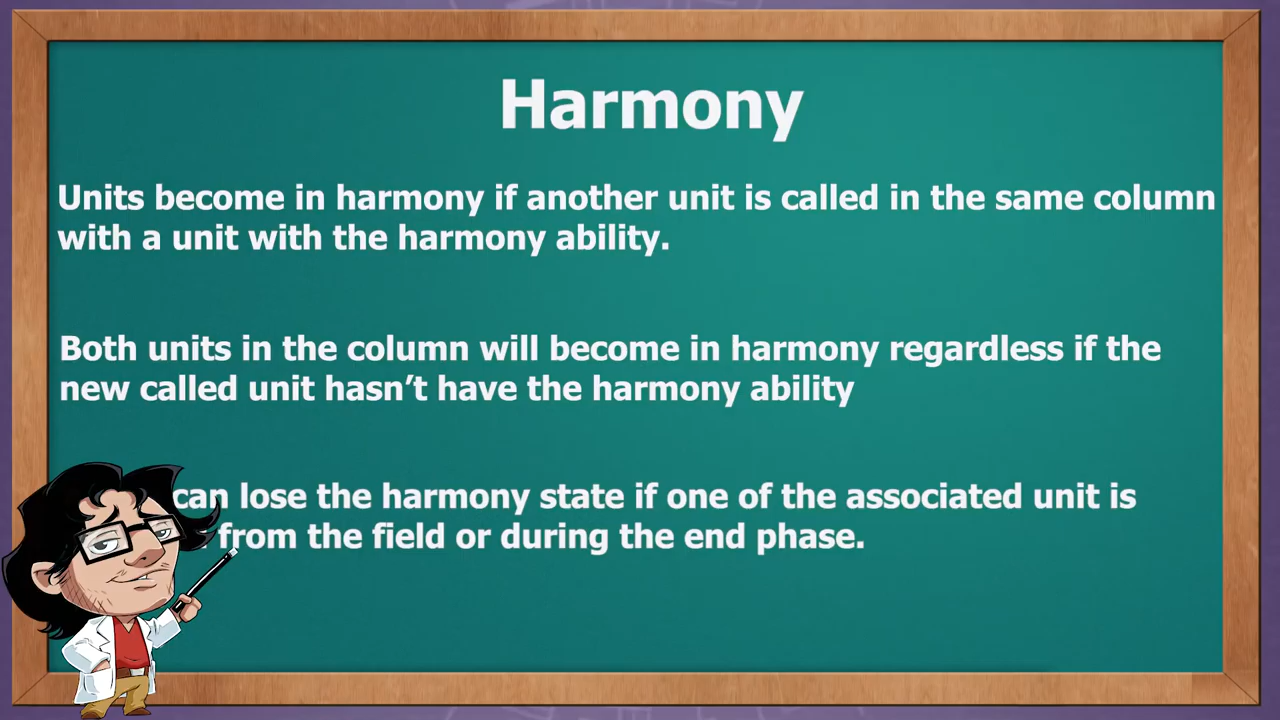 Harmony
Units become in harmony if another unit is called in the same column
with a unit with the harmony ability.
Both units in the column will become in harmony regardless if the
new called unit hasn’t have the harmony ability
can lose the harmony state if one of the associated unit is
from the field or during the end phase.